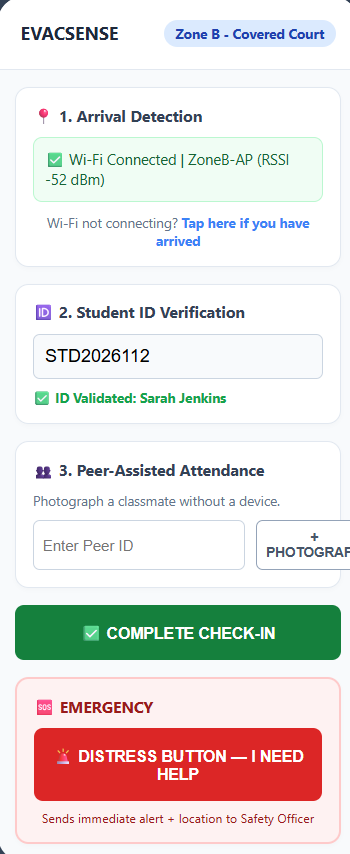 EVACSENSE
Zone B - Covered Court
1. Arrival Detection
Wi-Fi Connected | ZoneB-AP (RSSI
-52 dBm)
Wi-Fi not connecting? Tap here if you have
arrived
ID
2. Student ID Verification
STD2026112
ID Validated: Sarah Jenkins
3. Peer-Assisted Attendance
Photograph a classmate without a device.
Enter Peer ID
+
PHOTOGRAP
COMPLETE CHECK-IN
SOS
EMERGENCY
DISTRESS BUTTON — I NEED
HELP
Sends immediate alert + location to Safety Officer